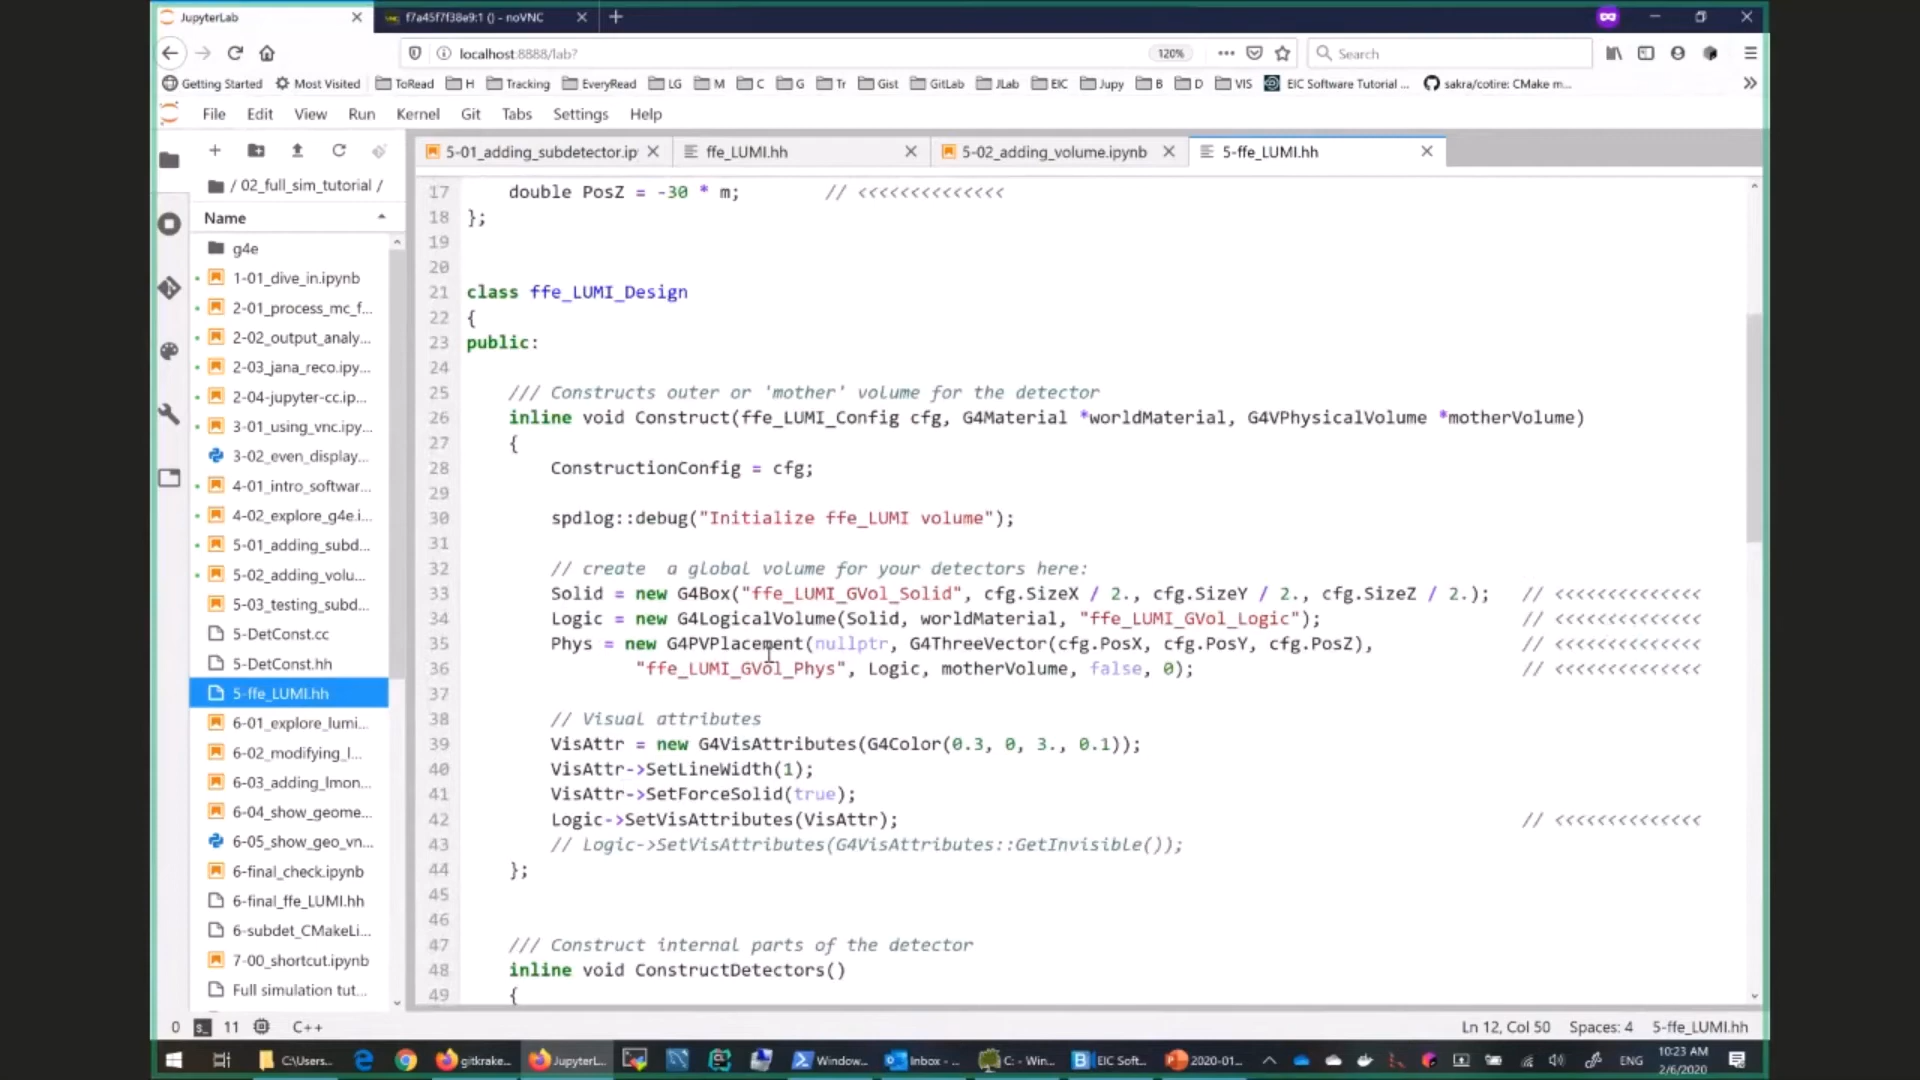 JupyterLab
f7a45f7f38e9:1 () - noVNC
localhost:8888/lab?
120%
Search
Getting Started
Most Visited
ToRead
H
Tracking
EveryRead
LG
M
C
G
Tr
Gist
GitLab
JLab
EIC
Jupy
B
D
VIS
EIC Software Tutorial ...
sakra/cotire: CMake m...
File Edit View Run Kernel Git Tabs Settings Help
5-01_adding_subdetector.ip
ffe_LUMI.hh
5-02_adding_volume.ipynb
5-ffe_LUMI.hh
/ 02_full_sim_tutorial /
Name
g4e
1-01_dive_in.ipynb
2-01_process_mc_f...
2-02_output_analy...
2-03_jana_reco.ipy...
2-04-jupyter-cc.ip...
3-01_using_vnc.ipy...
3-02_even_display...
4-01_intro_softwar...
4-02_explore_g4e.i...
5-01_adding_subd...
5-02_adding_volu...
5-03_testing_subd...
5-DetConst.cc
5-DetConst.hh
5-ffe_LUMI.hh
6-01_explore_lumi...
6-02_modifying_l...
6-03_adding_lmon...
6-04_show_geome...
6-05_show_geo_vn...
6-final_check.ipynb
6-final_ffe_LUMI.hh
6-subdet_CMakeLi...
7-00_shortcut.ipynb
Full simulation tut...
17 double PosZ = -30 * m; // <<<<<<<<<<<<<<
18 };
19
20
21 class ffe_LUMI_Design
22 {
23 public:
24
25 /// Constructs outer or 'mother' volume for the detector
26 inline void Construct(ffe_LUMI_Config cfg, G4Material *worldMaterial, G4VPhysicalVolume *motherVolume)
27 {
28 ConstructionConfig = cfg;
29
30 spdlog::debug("Initialize ffe_LUMI volume");
31
32 // create  a global volume for your detectors here:
33 Solid = new G4Box("ffe_LUMI_GVol_Solid", cfg.SizeX / 2., cfg.SizeY / 2., cfg.SizeZ / 2.); // <<<<<<<<<<<<<<
34 Logic = new G4LogicalVolume(Solid, worldMaterial, "ffe_LUMI_GVol_Logic"); // <<<<<<<<<<<<<<
35 Phys = new G4PVPlacement(nullptr, G4ThreeVector(cfg.PosX, cfg.PosY, cfg.PosZ), // <<<<<<<<<<<<<<
36 "ffe_LUMI_GVol_Phys", Logic, motherVolume, false, 0); // <<<<<<<<<<<<<<
37
38 // Visual attributes
39 VisAttr = new G4VisAttributes(G4Color(0.3, 0, 3., 0.1));
40 VisAttr->SetLineWidth(1);
41 VisAttr->SetForceSolid(true);
42 Logic->SetVisAttributes(VisAttr); // <<<<<<<<<<<<<<
43 // Logic->SetVisAttributes(G4VisAttributes::GetInvisible());
44 };
45
46
47 /// Construct internal parts of the detector
48 inline void ConstructDetectors()
49 {
0 11 C++
Ln 12, Col 50 Spaces: 4 5-ffe_LUMI.hh
C:\Users...
gitkrake...
JupyterL...
Window...
Inbox - ...
C: - Win...
EIC Soft...
2020-01...
ENG
10:23 AM
2/6/2020